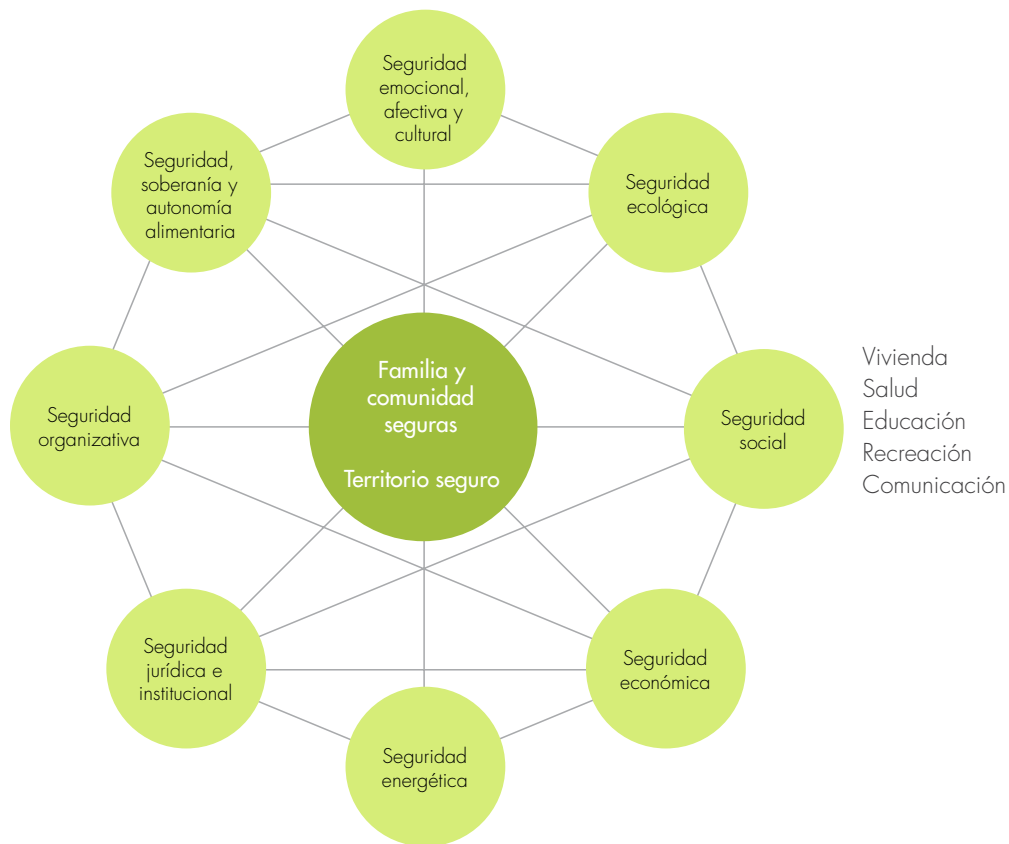 Seguridad
emocional,
afectiva y
cultural
Seguridad,
soberanía y
autonomía
alimentaria
Seguridad
ecológica
Familia y
comunidad
seguras
Territorio seguro
Seguridad
organizativa
Seguridad
social
Vivienda
Salud
Educación
Recreación
Comunicación
Seguridad
jurídica e
institucional
Seguridad
económica
Seguridad
energética